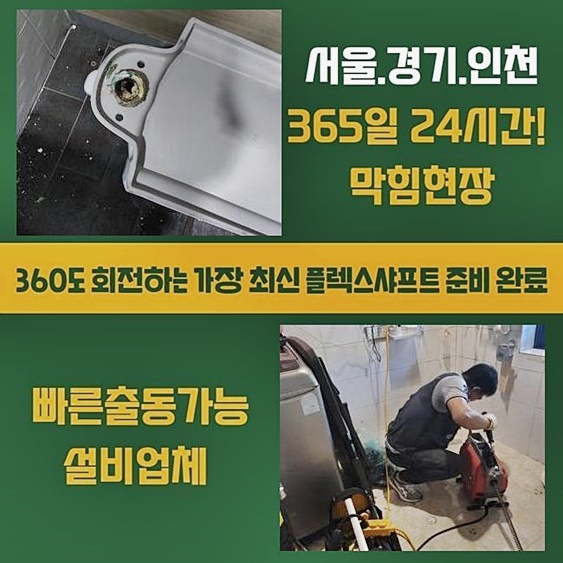 서울.경기.인천
365일 24시간!
막힘현장
360도 회전하는 가장 최신 플렉스샤프트 준비 완료
빠른출동가능
설비업체